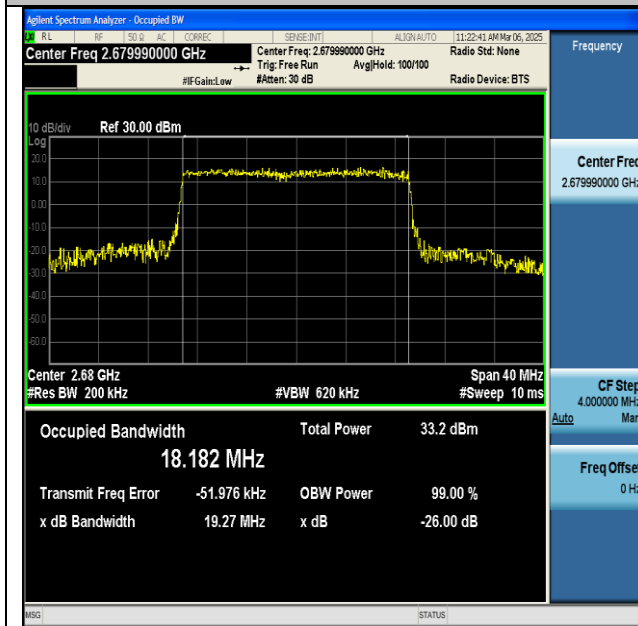 Agilent Spectrum Analyzer - Occupied BW
RL RF 50 Ω AC CORREC SENSE:INT ALIGN AUTO 11:22:41 AM Mar 06, 2025
Center Freq 2.679990000 GHz
Center Freq: 2.679990000 GHz
Radio Std: None
Trig: Free Run Avg|Hold: 100/100
#IFGain:Low #Atten: 30 dB
Radio Device: BTS
10 dB/div Ref 30.00 dBm
Log
20.0
10.0
0.00
-10.0
-20.0
-30.0
-40.0
-50.0
-60.0
Center 2.68 GHz Span 40 MHz
#Res BW 200 kHz #VBW 620 kHz #Sweep 10 ms
Occupied Bandwidth Total Power 33.2 dBm
18.182 MHz
Transmit Freq Error -51.976 kHz OBW Power 99.00 %
x dB Bandwidth 19.27 MHz x dB -26.00 dB
MSG STATUS
Frequency
Center Freq
2.679990000 GHz
CF Step
4.000000 MHz
Auto Man
Freq Offset
0 Hz